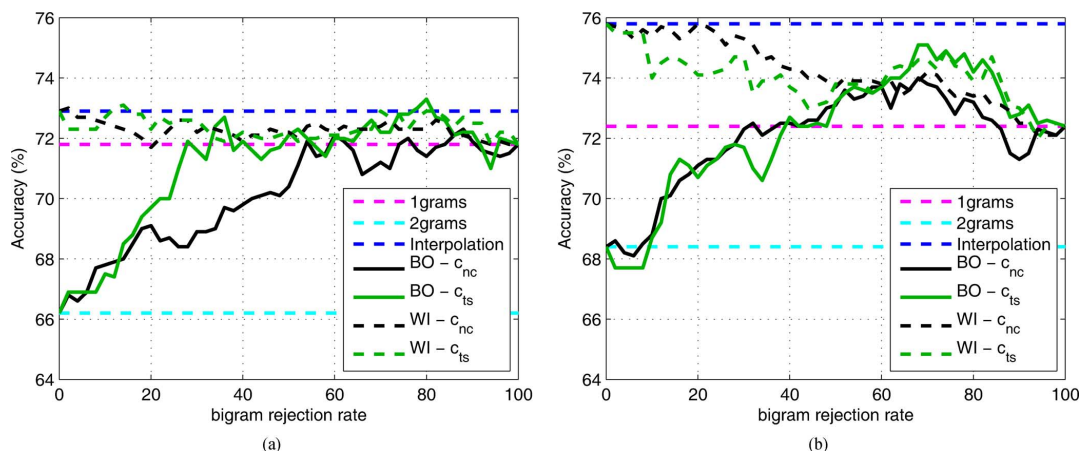 76
74
72
70
68
66
64
Accuracy (%)
0 20 40 60 80 100
bigram rejection rate
1grams
2grams
Interpolation
BO − c_nc
BO − c_ts
WI − c_nc
WI − c_ts
(a)
76
74
72
70
68
66
64
Accuracy (%)
0 20 40 60 80 100
bigram rejection rate
1grams
2grams
Interpolation
BO − c_nc
BO − c_ts
WI − c_nc
WI − c_ts
(b)